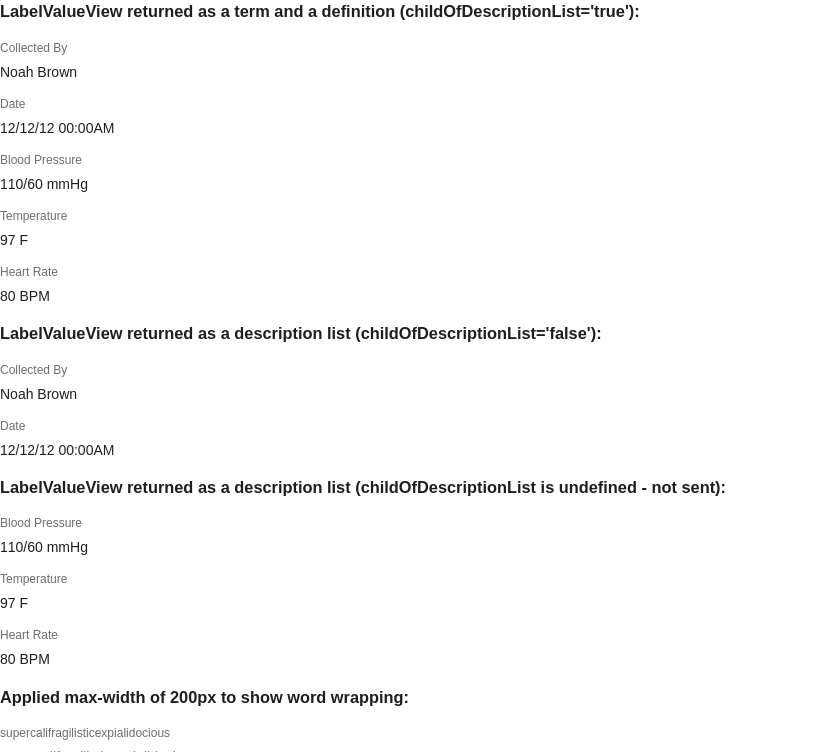 LabelValueView returned as a term and a definition (childOfDescriptionList='true'):
Collected By
Noah Brown
Date
12/12/12 00:00AM
Blood Pressure
110/60 mmHg
Temperature
97 F
Heart Rate
80 BPM
LabelValueView returned as a description list (childOfDescriptionList='false'):
Collected By
Noah Brown
Date
12/12/12 00:00AM
LabelValueView returned as a description list (childOfDescriptionList is undefined - not sent):
Blood Pressure
110/60 mmHg
Temperature
97 F
Heart Rate
80 BPM
Applied max-width of 200px to show word wrapping:
supercalifragilisticexpialidocious